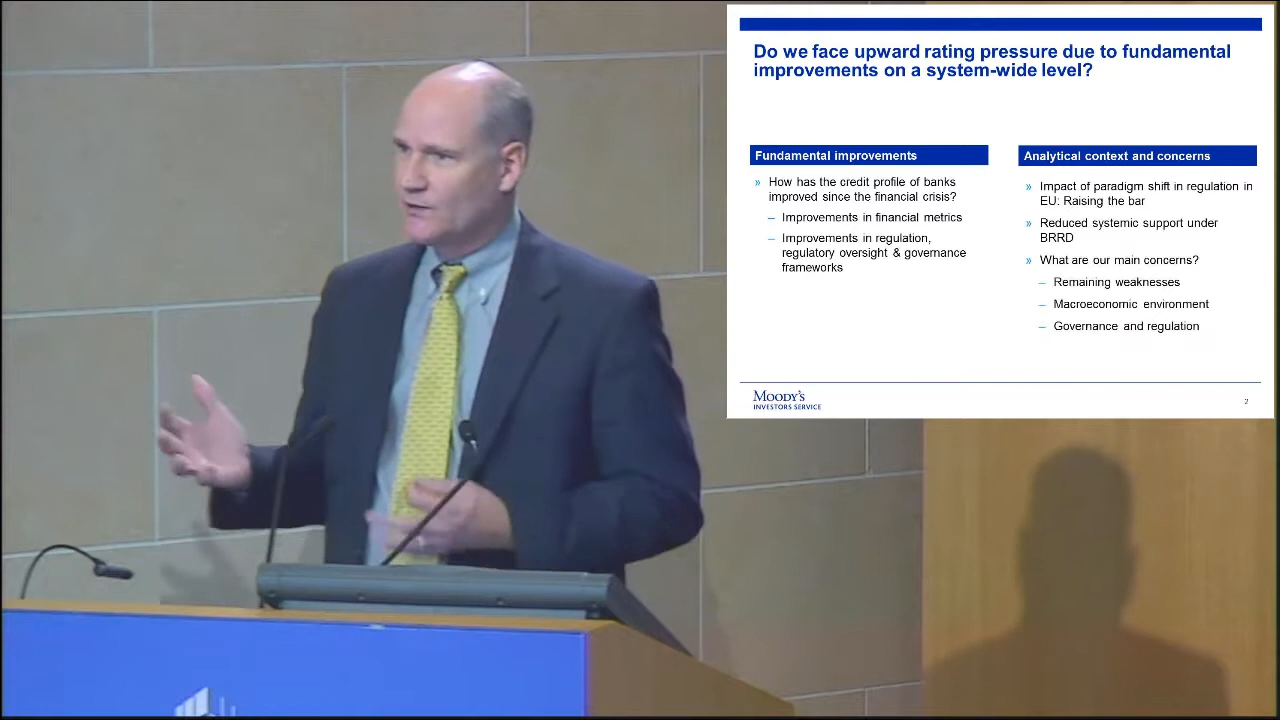 Do we face upward rating pressure due to fundamental
improvements on a system-wide level?
Fundamental improvements
» How has the credit profile of banks
improved since the financial crisis?
– Improvements in financial metrics
– Improvements in regulation,
regulatory oversight & governance
frameworks
Analytical context and concerns
» Impact of paradigm shift in regulation in
EU: Raising the bar
» Reduced systemic support under
BRRD
» What are our main concerns?
– Remaining weaknesses
– Macroeconomic environment
– Governance and regulation
MOODY'S
INVESTORS SERVICE
2